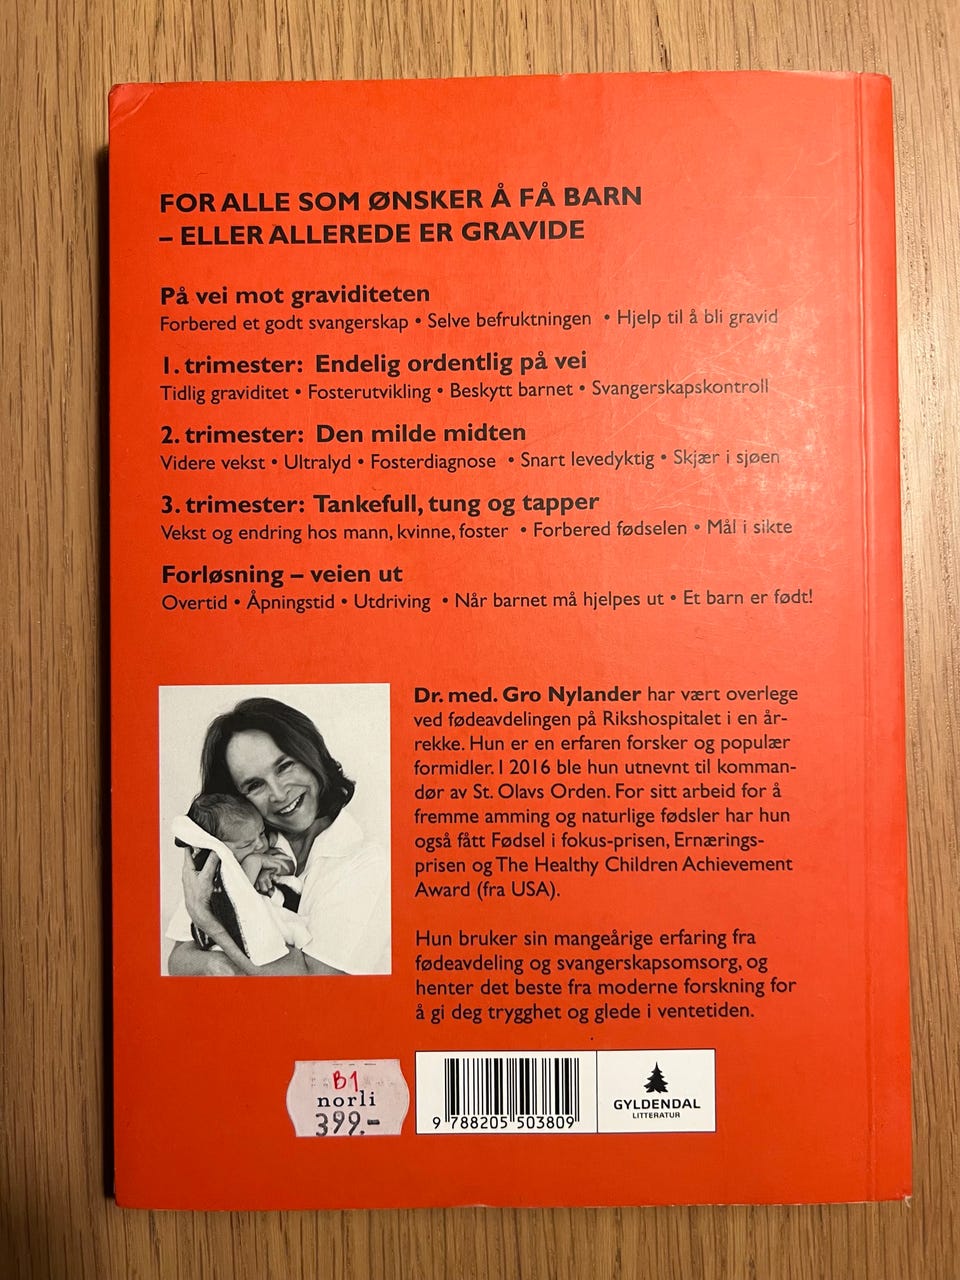 FOR ALLE SOM ØNSKER Å FÅ BARN
– ELLER ALLEREDE ER GRAVIDE
På vei mot graviditeten
Forbered et godt svangerskap • Selve befruktningen • Hjelp til å bli gravid
1. trimester: Endelig ordentlig på vei
Tidlig graviditet • Fosterutvikling • Beskytt barnet • Svangerskapskontroll
2. trimester: Den milde midten
Videre vekst • Ultralyd • Fosterdiagnose • Snart levedyktig • Skjær i sjøen
3. trimester: Tankefull, tung og tapper
Vekst og endring hos mann, kvinne, foster • Forbered fødselen • Mål i sikte
Forløsning – veien ut
Overtid • Åpningstid • Utdriving • Når barnet må hjelpes ut • Et barn er født!
Dr. med. Gro Nylander har vært overlege
ved fødeavdelingen på Rikshospitalet i en år-
rekke. Hun er en erfaren forsker og populær
formidler. I 2016 ble hun utnevnt til komman-
dør av St. Olavs Orden. For sitt arbeid for å
fremme amming og naturlige fødsler har hun
også fått Fødsel i fokus-prisen, Ernærings-
prisen og The Healthy Children Achievement
Award (fra USA).
Hun bruker sin mangeårige erfaring fra
fødeavdeling og svangerskapsomsorg, og
henter det beste fra moderne forskning for
å gi deg trygghet og glede i ventetiden.
B1
norli
399.-
9 788205 503809
GYLDENDAL
LITTERATUR